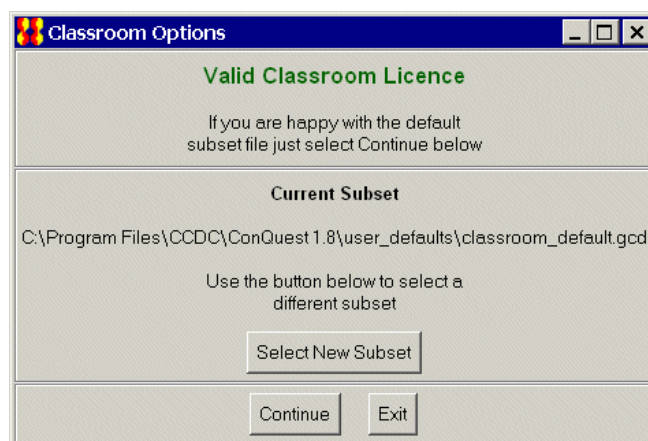 Classroom Options
Valid Classroom Licence
If you are happy with the default
subset file just select Continue below
Current Subset
C:\Program Files\CCDC\ConQuest 1.8\user_defaults\classroom_default.gcd
Use the button below to select a
different subset
Select New Subset
Continue Exit